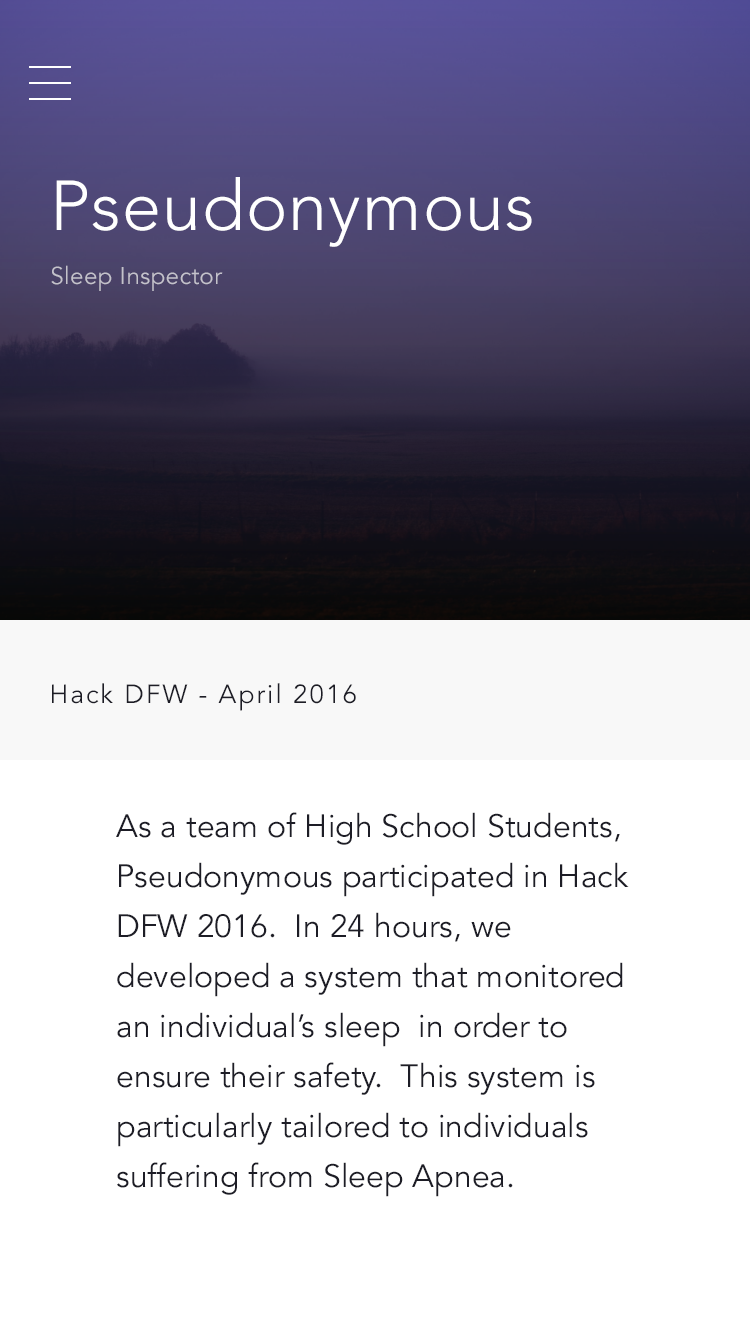 Pseudonymous
Sleep Inspector
Hack DFW - April 2016
As a team of High School Students,
Pseudonymous participated in Hack
DFW 2016.  In 24 hours, we
developed a system that monitored
an individual’s sleep  in order to
ensure their safety.  This system is
particularly tailored to individuals
suffering from Sleep Apnea.